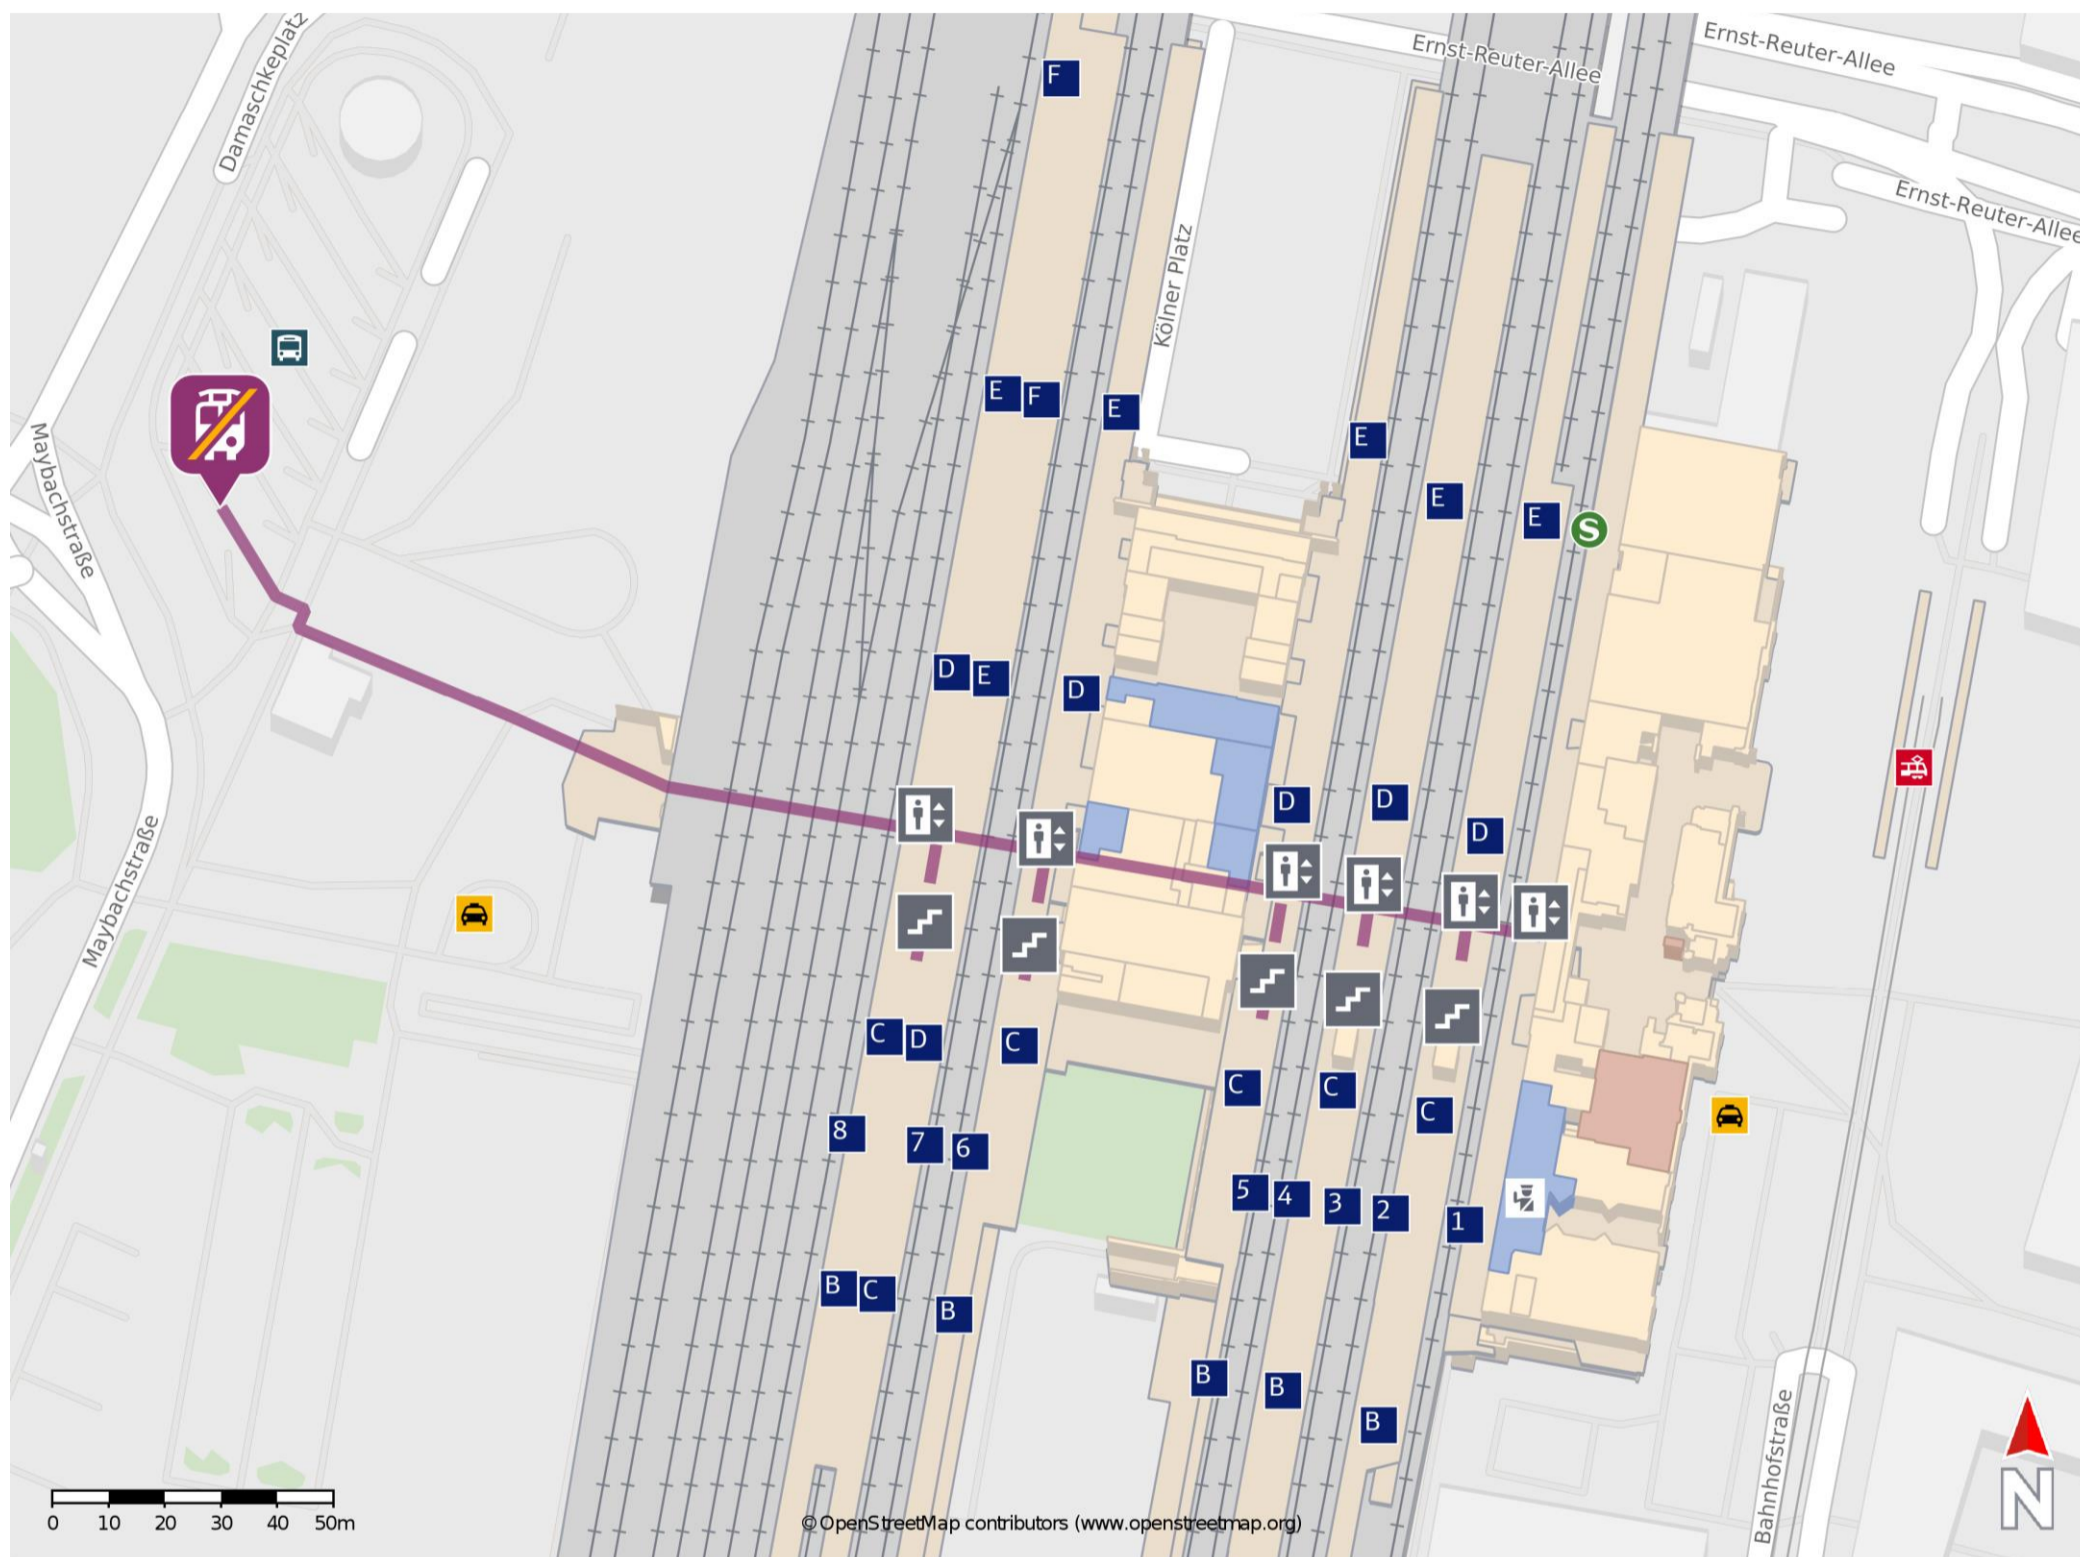 Damaschkeplatz
Ernst-Reuter-Allee
Ernst-Reuter-Allee
Ernst-Reuter-Allee
F
Kölner Platz
E
F
E
E
E
E
S
Maybachstraße
D
E
D
D
D
D
Maybachstraße
C
D
C
C
C
C
8
7
6
5
4
3
2
1
B
C
B
B
B
B
Bahnhofstraße
N
0 10 20 30 40 50m
© OpenStreetMap contributors (www.openstreetmap.org)